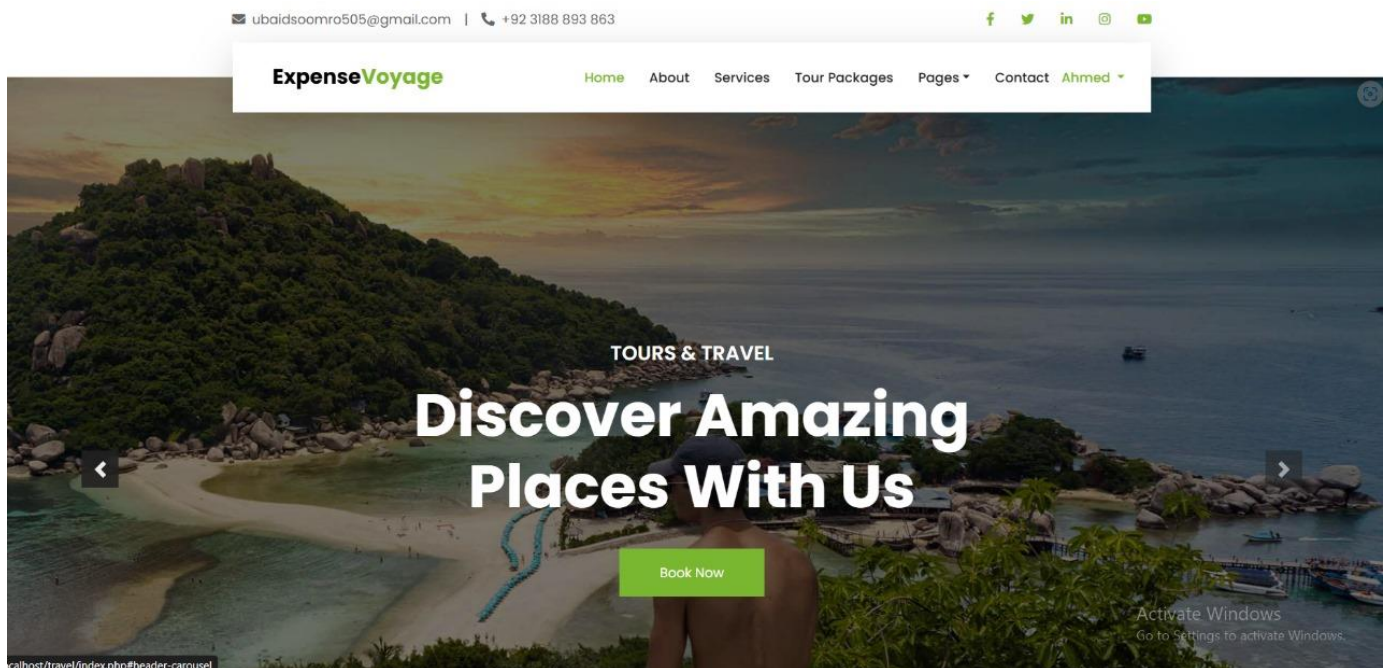 ubaidsoomro505@gmail.com | +92 3188 893 863
ExpenseVoyage
Home About Services Tour Packages Pages Contact Ahmed
TOURS & TRAVEL
Discover Amazing
Places With Us
Book Now
Activate Windows
Go to Settings to activate Windows.
calhost/travel/index.php#header-carousel